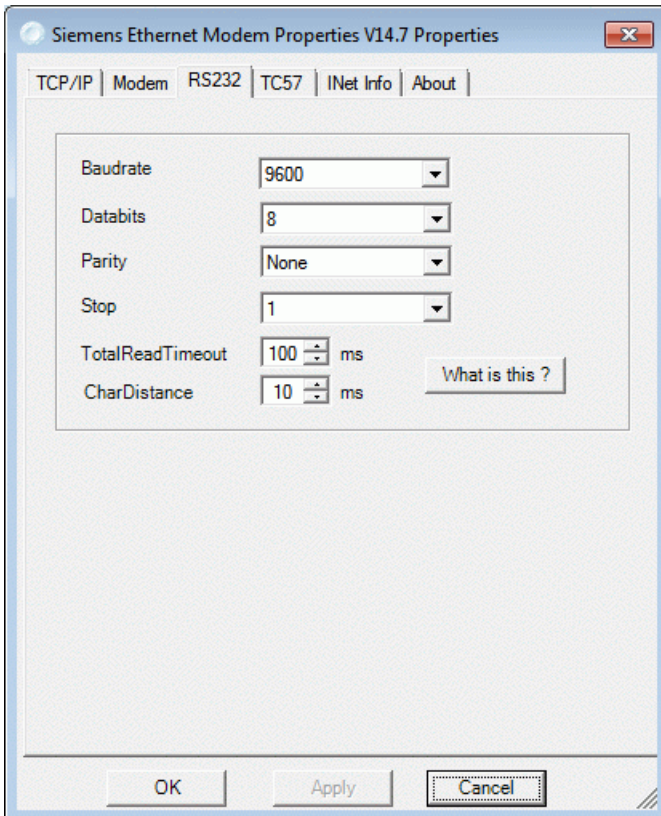 Siemens Ethernet Modem Properties V14.7 Properties
TCP/IP Modem RS232 TC57 INet Info About
Baudrate 9600
Databits 8
Parity None
Stop 1
TotalReadTimeout 100 ms
CharDistance 10 ms
What is this ?
OK Apply Cancel